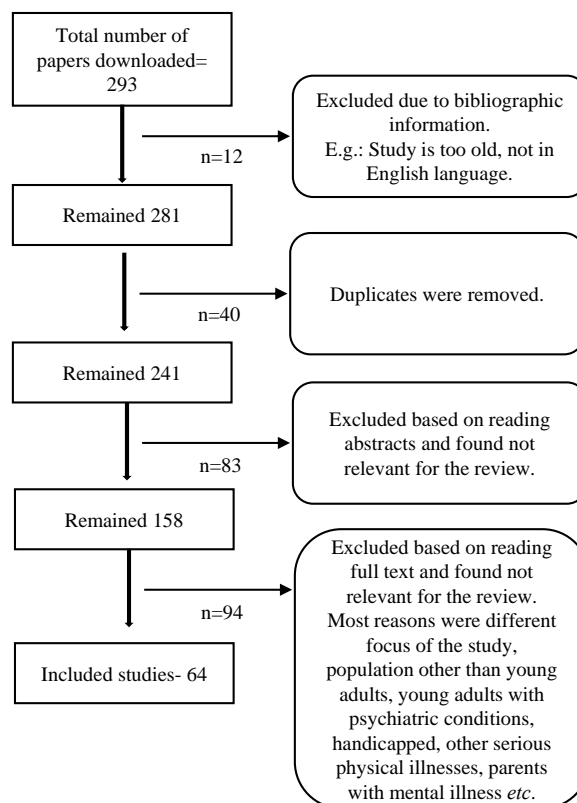 Total number of
papers downloaded=
293
Excluded due to bibliographic
information.
E.g.: Study is too old, not in
English language.
n=12
Remained 281
Duplicates were removed.
n=40
Remained 241
Excluded based on reading
abstracts and found not
relevant for the review.
n=83
Remained 158
Excluded based on reading
full text and found not
relevant for the review.
Most reasons were different
focus of the study,
population other than young
adults, young adults with
psychiatric conditions,
handicapped, other serious
physical illnesses, parents
with mental illness etc.
n=94
Included studies- 64